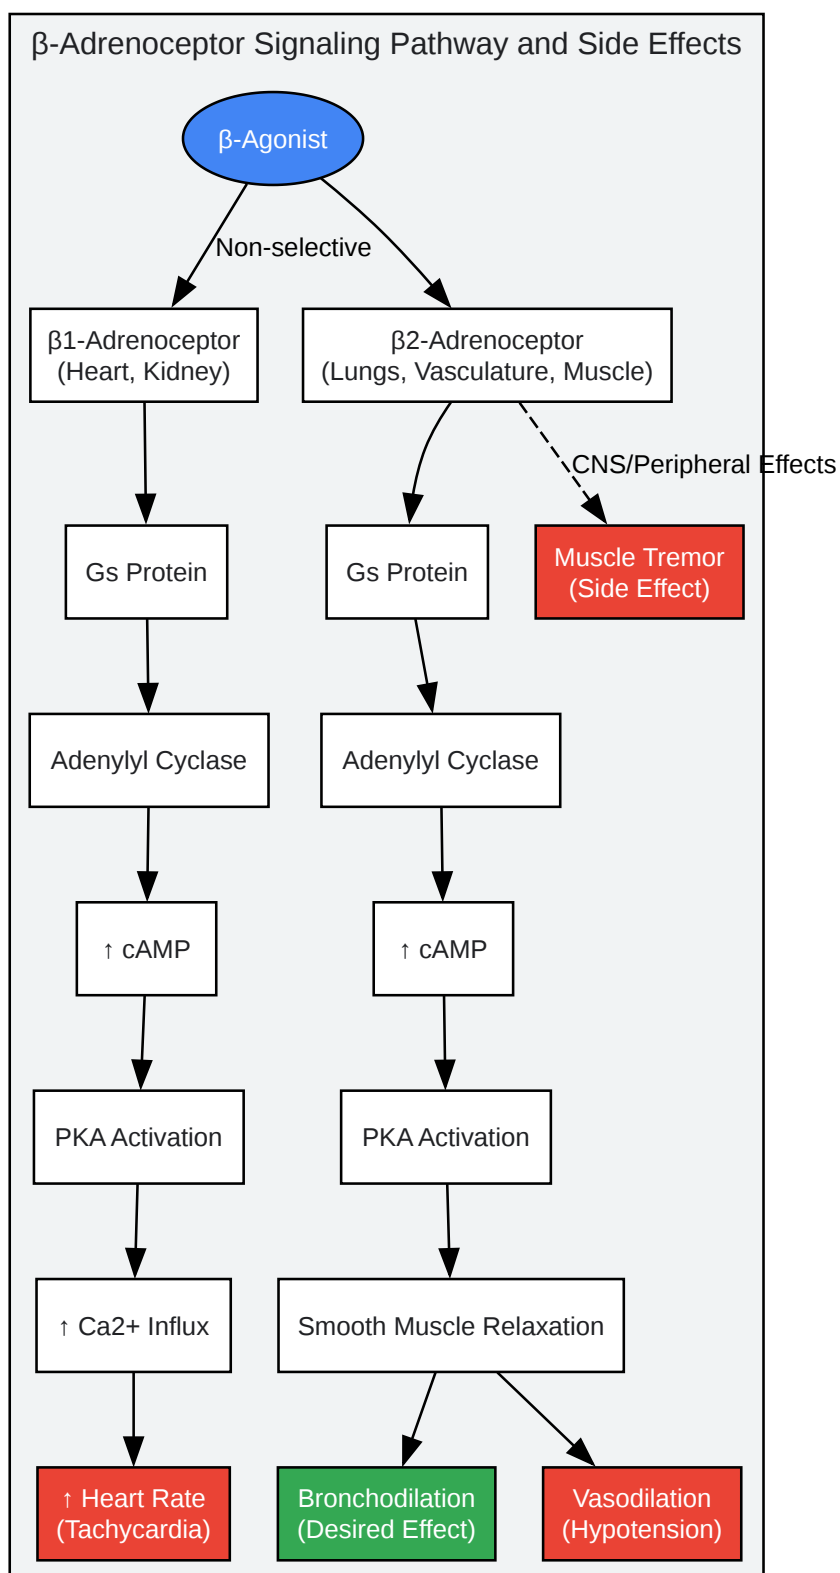 β-Adrenoceptor Signaling Pathway and Side Effects
β-Agonist
Non-selective
β1-Adrenoceptor
(Heart, Kidney)
β2-Adrenoceptor
(Lungs, Vasculature, Muscle)
CNS/Peripheral Effects
Gs Protein
Gs Protein
Muscle Tremor
(Side Effect)
Adenylyl Cyclase
Adenylyl Cyclase
↑ cAMP
↑ cAMP
PKA Activation
PKA Activation
↑ Ca2+ Influx
Smooth Muscle Relaxation
↑ Heart Rate
(Tachycardia)
Bronchodilation
(Desired Effect)
Vasodilation
(Hypotension)